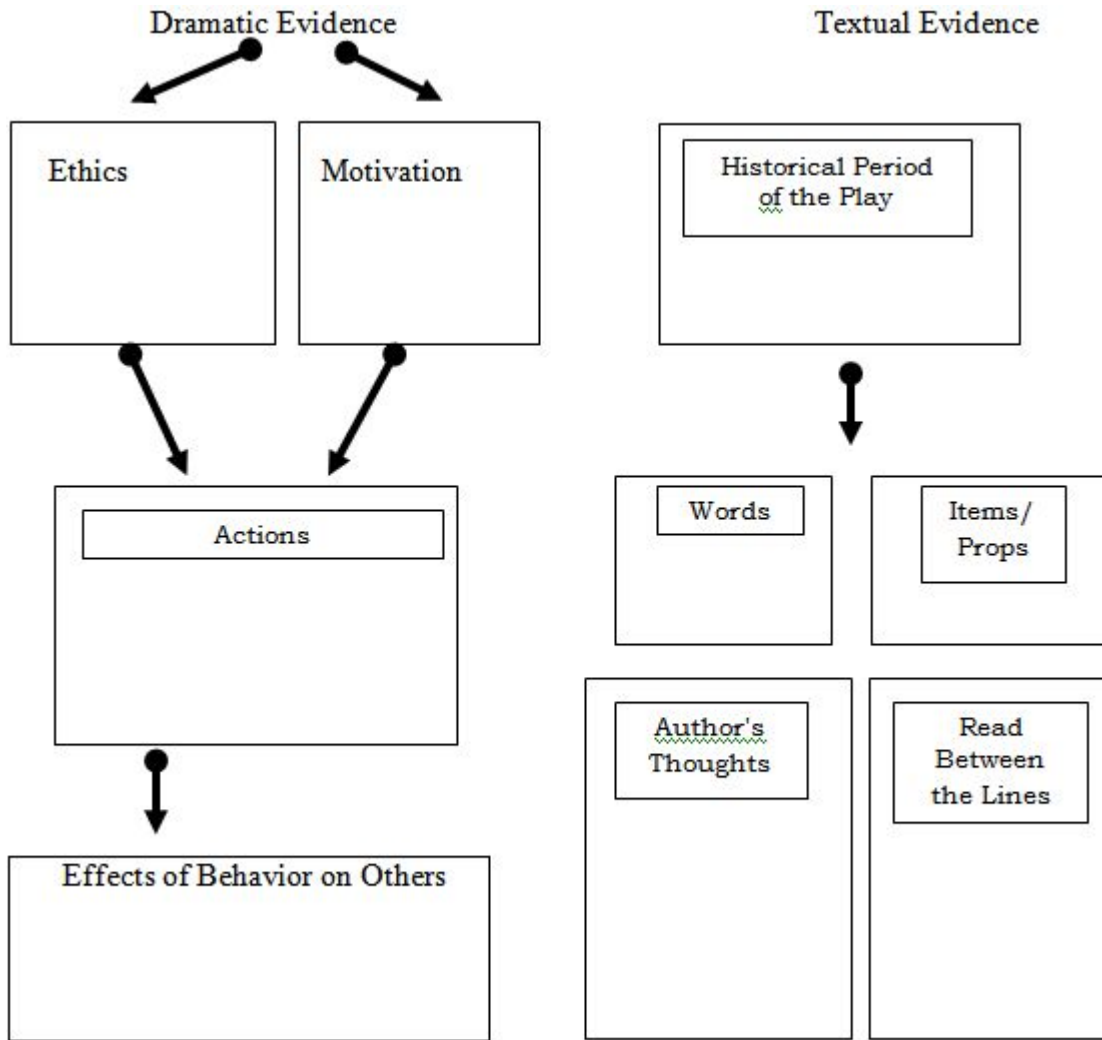 Dramatic Evidence
Textual Evidence
Ethics
Motivation
Historical Period
of the Play
Actions
Words
Items/
Props
Effects of Behavior on Others
Author's
Thoughts
Read
Between
the Lines